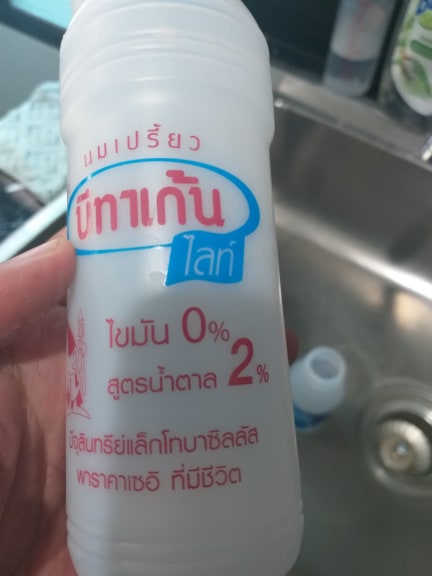 นมเปรี้ยว
บีทาเก้น
ไลท์
ไขมัน 0%
สูตรน้ำตาล 2%
มีจุลินทรีย์แล็กโทบาซิลลัส
พาราคาเซอิ ที่มีชีวิต